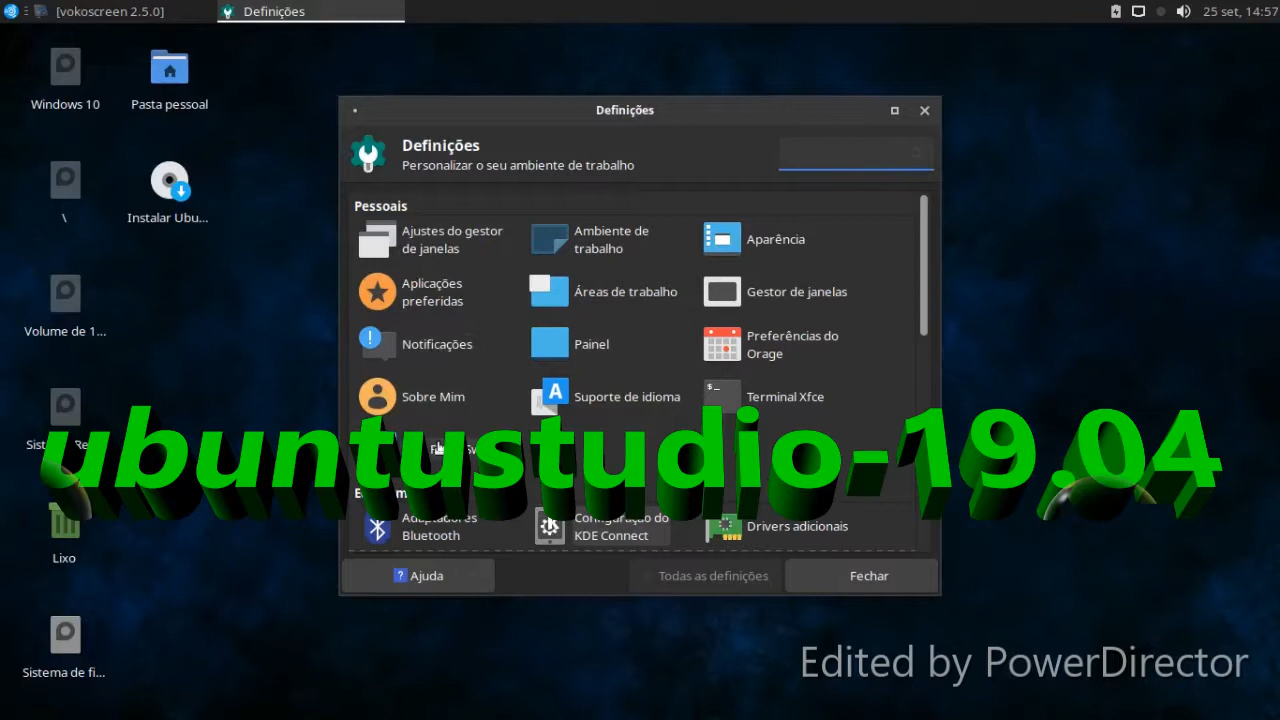 [vokoscreen 2.5.0]
Definições
25 set, 14:57
Windows 10
Pasta pessoal
\
Instalar Ubu...
Volume de 1...
Lixo
Sistema de fi...
Definições
Definições
Personalizar o seu ambiente de trabalho
Pessoais
Ajustes do gestor
de janelas
Ambiente de
trabalho
Aparência
Aplicações
preferidas
Áreas de trabalho
Gestor de janelas
Notificações
Painel
Preferências do
Orage
Sobre Mim
A
Suporte de idioma
$_
Terminal Xfce
ubuntustudio-19.04
Adaptadores
Bluetooth
Configuração do
KDE Connect
Drivers adicionais
? Ajuda
Todas as definições
Fechar
Edited by PowerDirector